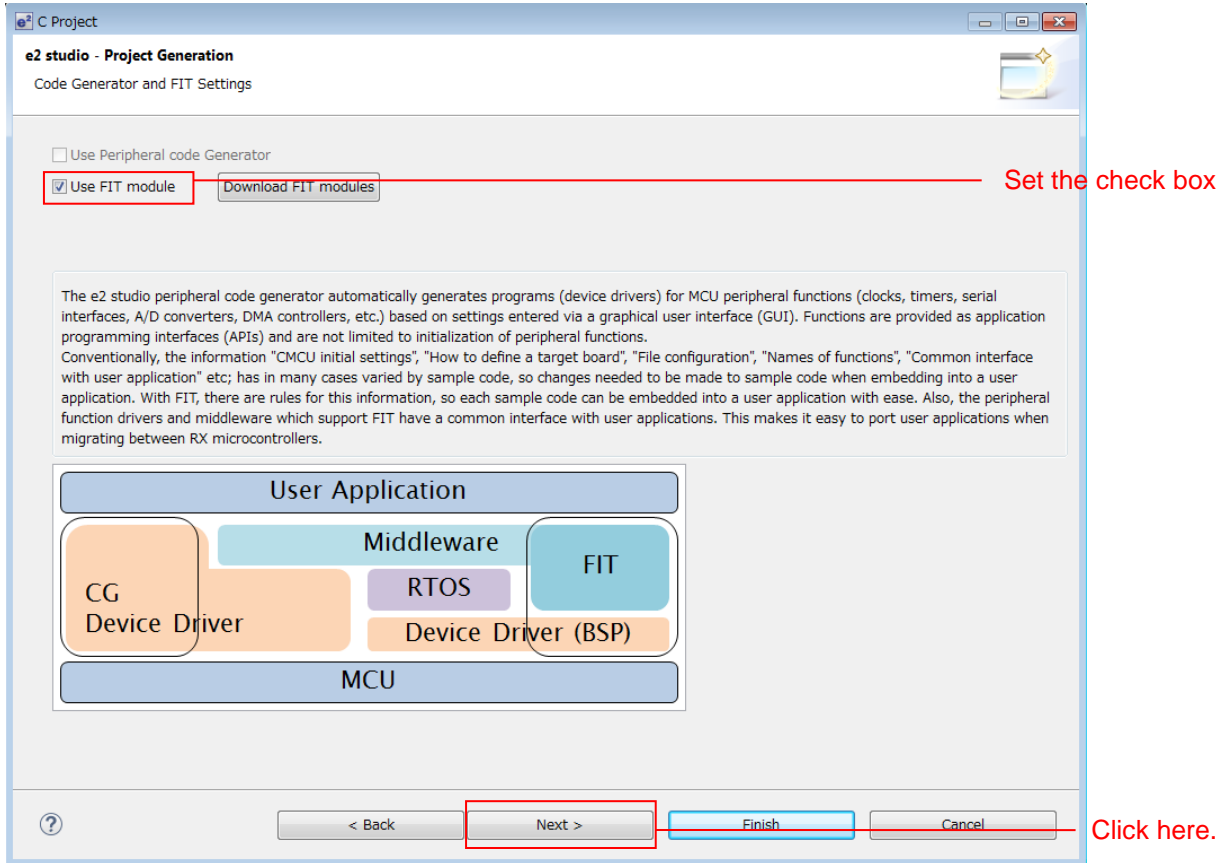 e² C Project
e2 studio - Project Generation
Code Generator and FIT Settings
Use Peripheral code Generator
Use FIT module
Download FIT modules
Set the check box
The e2 studio peripheral code generator automatically generates programs (device drivers) for MCU peripheral functions (clocks, timers, serial
interfaces, A/D converters, DMA controllers, etc.) based on settings entered via a graphical user interface (GUI). Functions are provided as application
programming interfaces (APIs) and are not limited to initialization of peripheral functions.
Conventionally, the information "CMCU initial settings", "How to define a target board", "File configuration", "Names of functions", "Common interface
with user application" etc; has in many cases varied by sample code, so changes needed to be made to sample code when embedding into a user
application. With FIT, there are rules for this information, so each sample code can be embedded into a user application with ease. Also, the peripheral
function drivers and middleware which support FIT have a common interface with user applications. This makes it easy to port user applications when
migrating between RX microcontrollers.
User Application
Middleware
FIT
RTOS
CG
Device Driver
Device Driver (BSP)
MCU
?
< Back
Next >
Finish
Cancel
Click here.